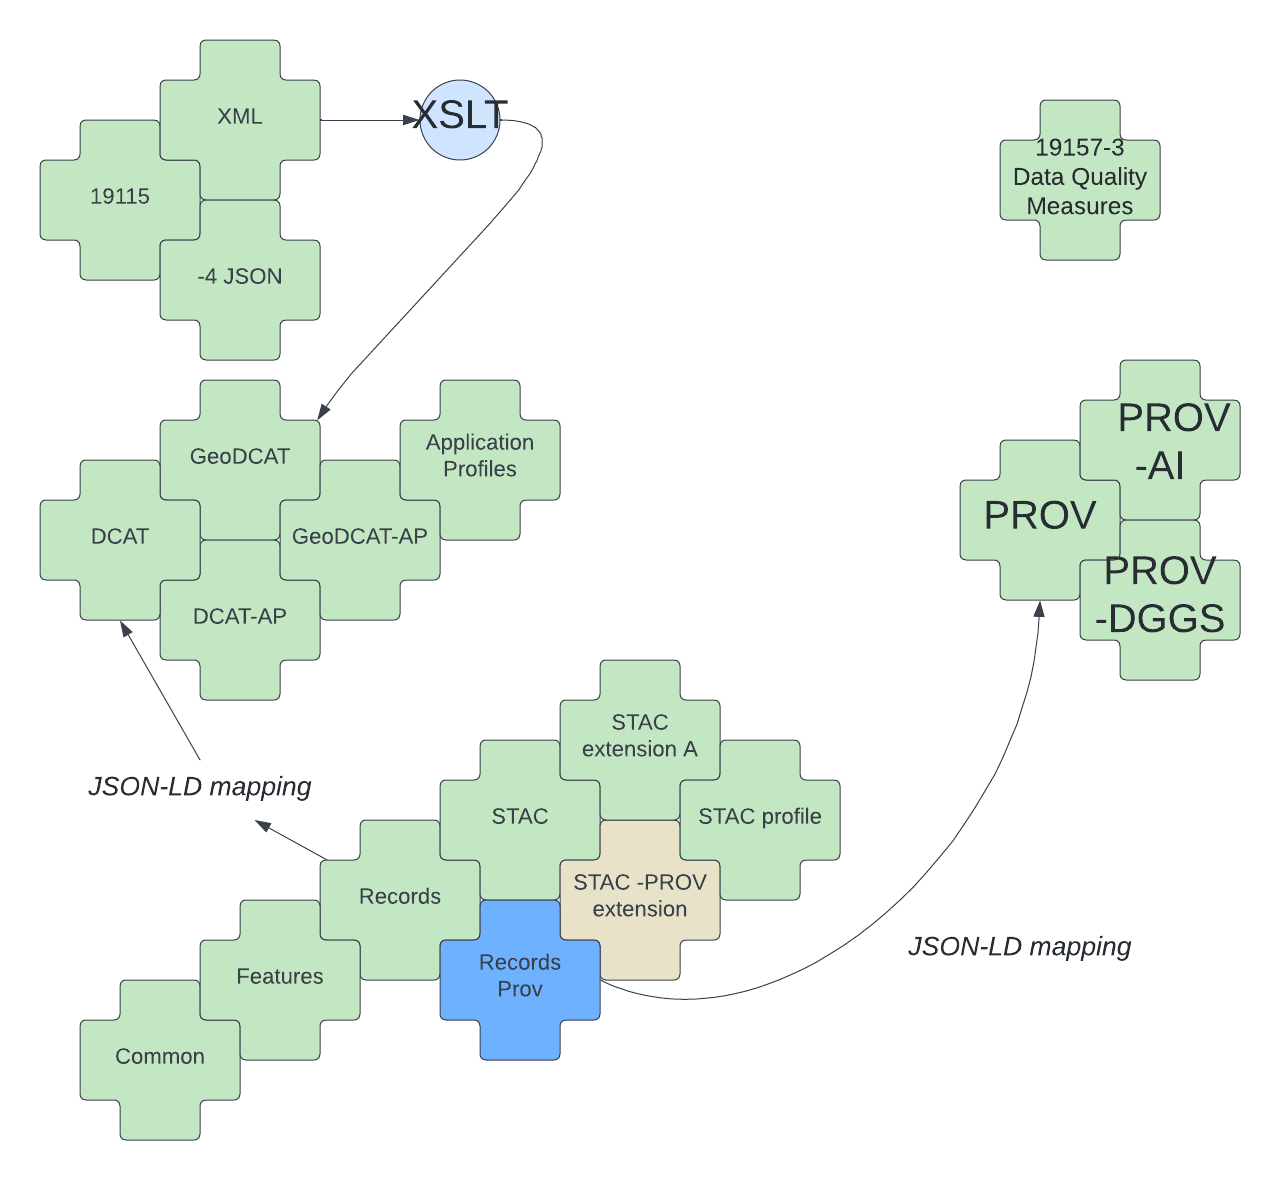 XML
XSLT
19115
-4 JSON
19157-3
Data Quality
Measures
GeoDCAT
Application
Profiles
DCAT
GeoDCAT-AP
DCAT-AP
PROV
-AI
PROV
PROV
-DGGS
JSON-LD mapping
STAC
extension A
STAC
STAC profile
Records
STAC -PROV
extension
Features
Records
Prov
JSON-LD mapping
Common